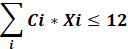 ∑ Ci * Xi ≤ 12
i